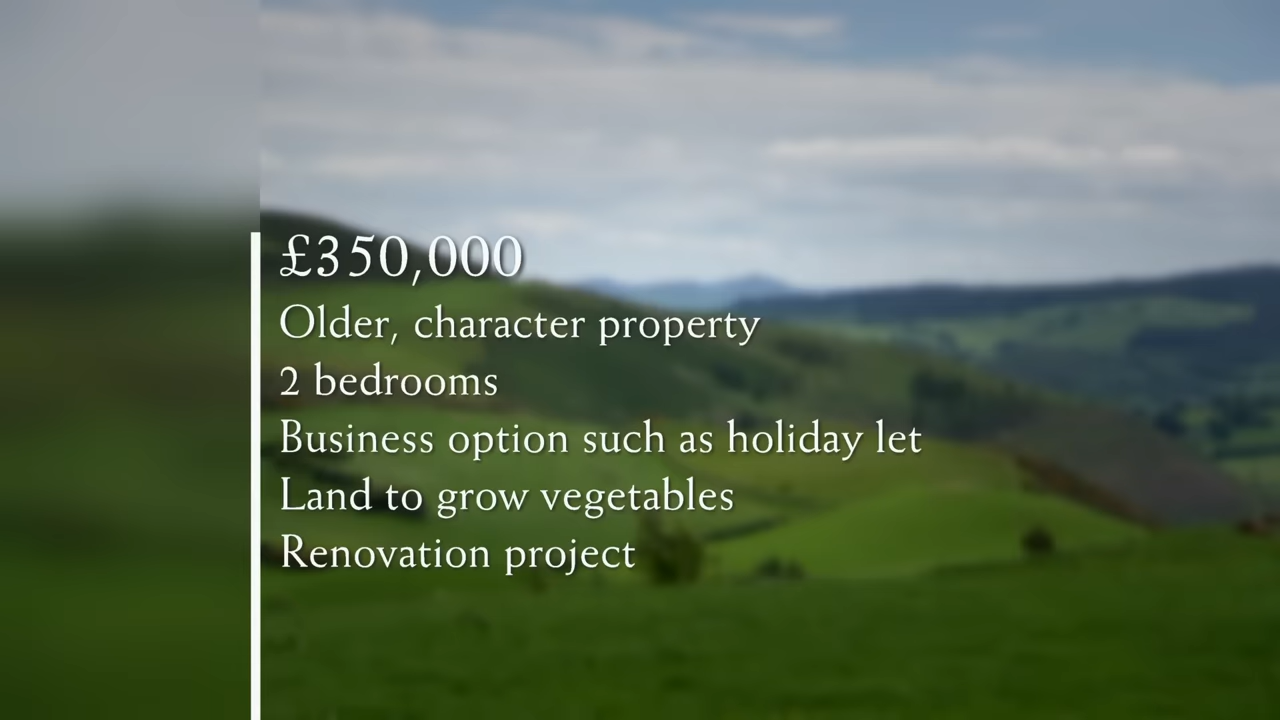 £350,000
Older, character property
2 bedrooms
Business option such as holiday let
Land to grow vegetables
Renovation project